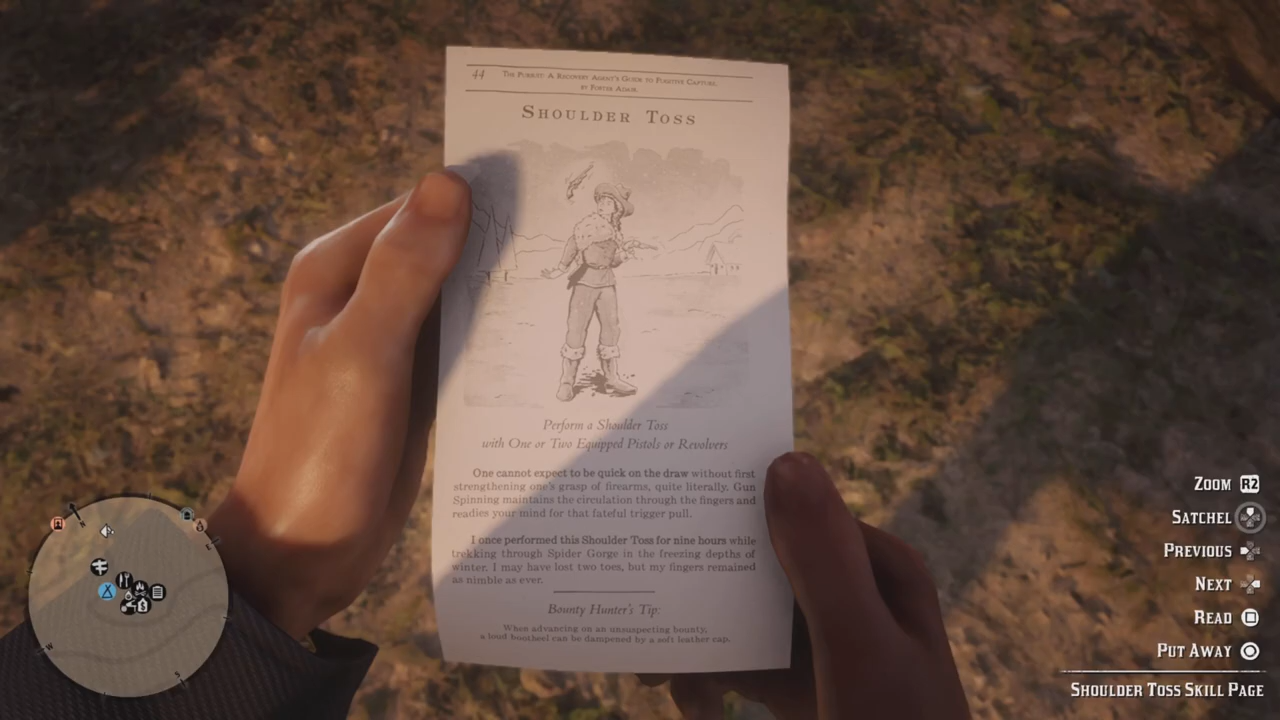 44 The Pursuit: A Recovery Agent's Guide to Fugitive Capture,
by Porter Adair
Shoulder Toss
Perform a Shoulder Toss
with One or Two Equipped Pistols or Revolvers
One cannot expect to be quick on the draw without first
strengthening one's grasp of firearms, quite literally. Gun
Spinning maintains the circulation through the fingers and
readies your mind for that fateful trigger pull.
I once performed this Shoulder Toss for nine hours while
trekking through Spider Gorge in the freezing depths of
winter. I may have lost two toes, but my fingers remained
as nimble as ever.
Bounty Hunter's Tip:
When advancing on an unsuspecting bounty,
a loud bootheel can be dampened by a soft leather cap.
Zoom R2
Satchel
Previous
Next
Read
Put Away
Shoulder Toss Skill Page
W
S
E